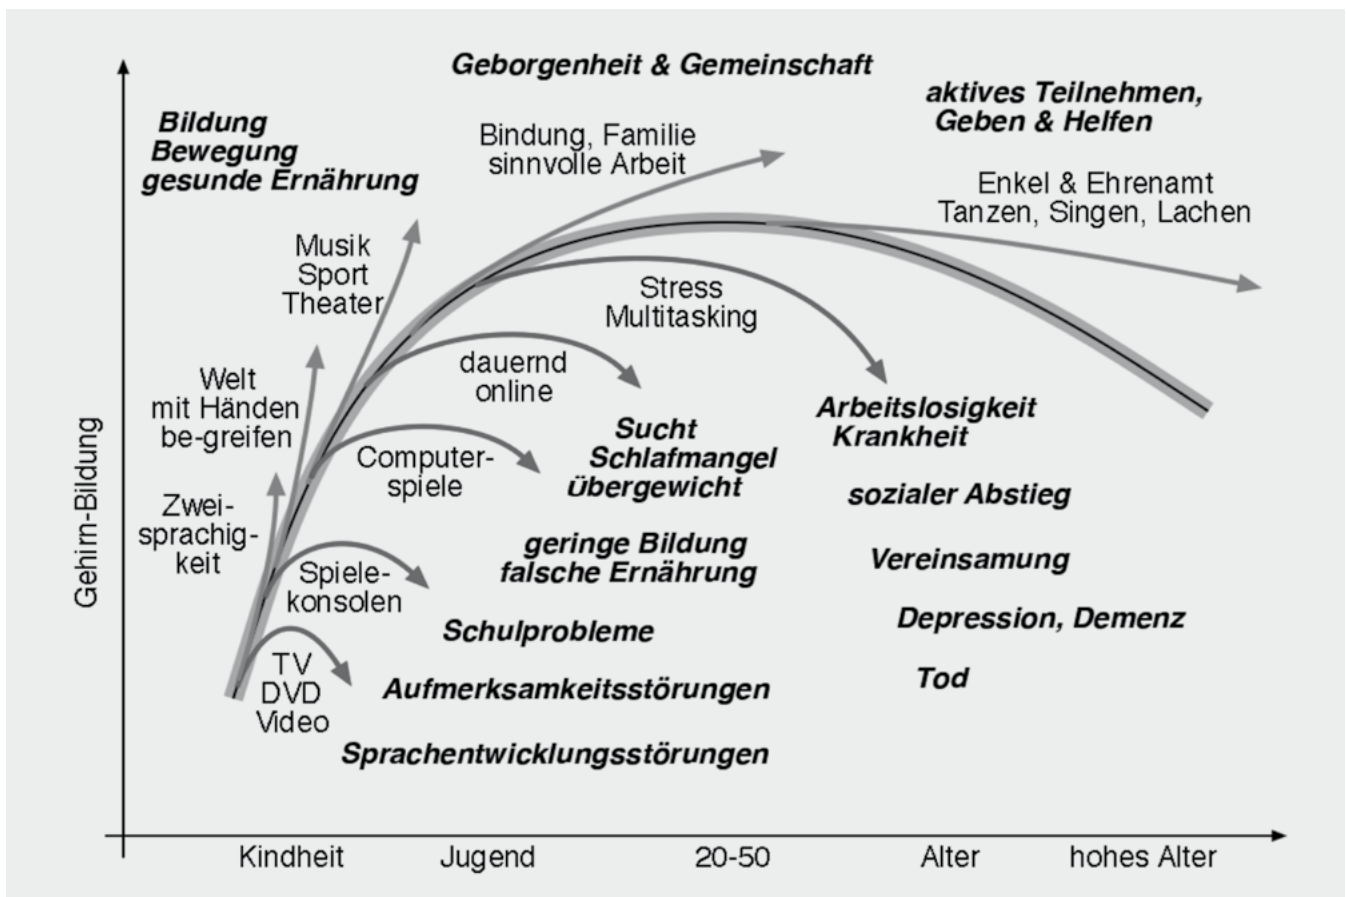 Geborgenheit & Gemeinschaft
aktives Teilnehmen,
Geben & Helfen
Bildung
Bewegung
gesunde Ernährung
Bindung, Familie
sinnvolle Arbeit
Enkel & Ehrenamt
Tanzen, Singen, Lachen
Musik
Sport
Theater
Stress
Multitasking
Welt
mit Händen
be-greifen
dauernd
online
Arbeitslosigkeit
Krankheit
Sucht
Schlafmangel
Übergewicht
Computer-
spiele
sozialer Abstieg
Zwei-
sprachig-
keit
geringe Bildung
falsche Ernährung
Vereinsamung
Spiele-
konsolen
Schulprobleme
Depression, Demenz
TV
DVD
Video
Aufmerksamkeitsstörungen
Tod
Sprachentwicklungsstörungen
Gehirn-Bildung
Kindheit Jugend 20-50 Alter hohes Alter